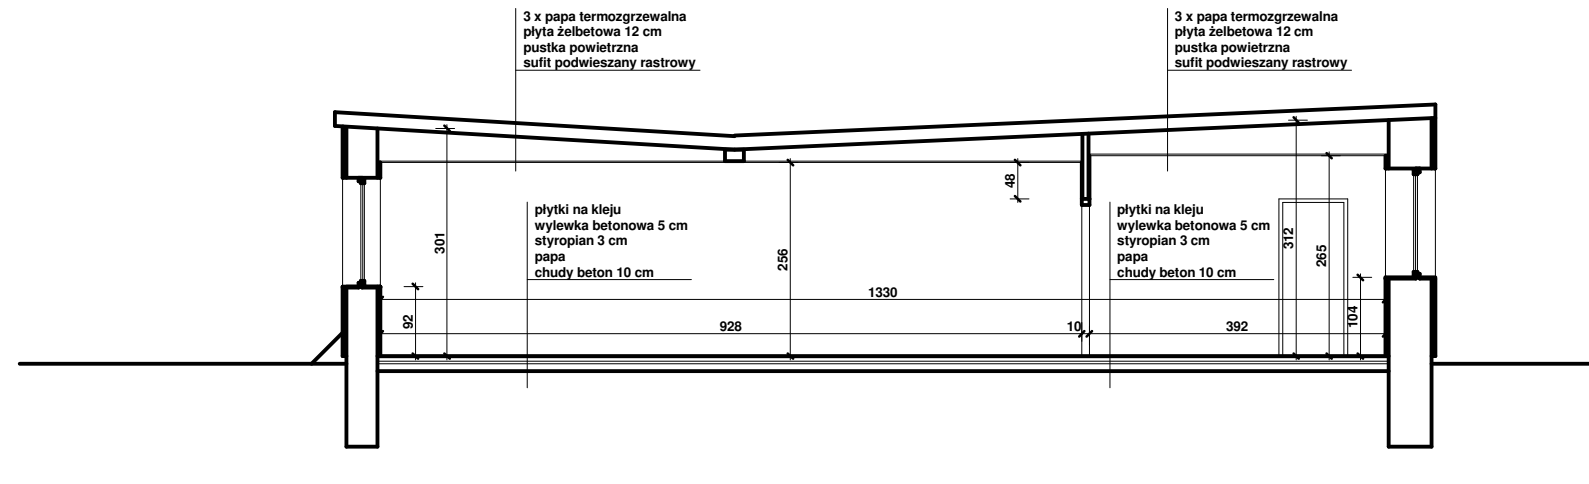 3 x papa termozgrzewalna
płyta żelbetowa 12 cm
pustka powietrzna
sufit podwieszany rastrowy
3 x papa termozgrzewalna
płyta żelbetowa 12 cm
pustka powietrzna
sufit podwieszany rastrowy
48
płytki na kleju
wylewka betonowa 5 cm
styropian 3 cm
papa
chudy beton 10 cm
płytki na kleju
wylewka betonowa 5 cm
styropian 3 cm
papa
chudy beton 10 cm
301
256
312
265
1330
92
928
10
392
104